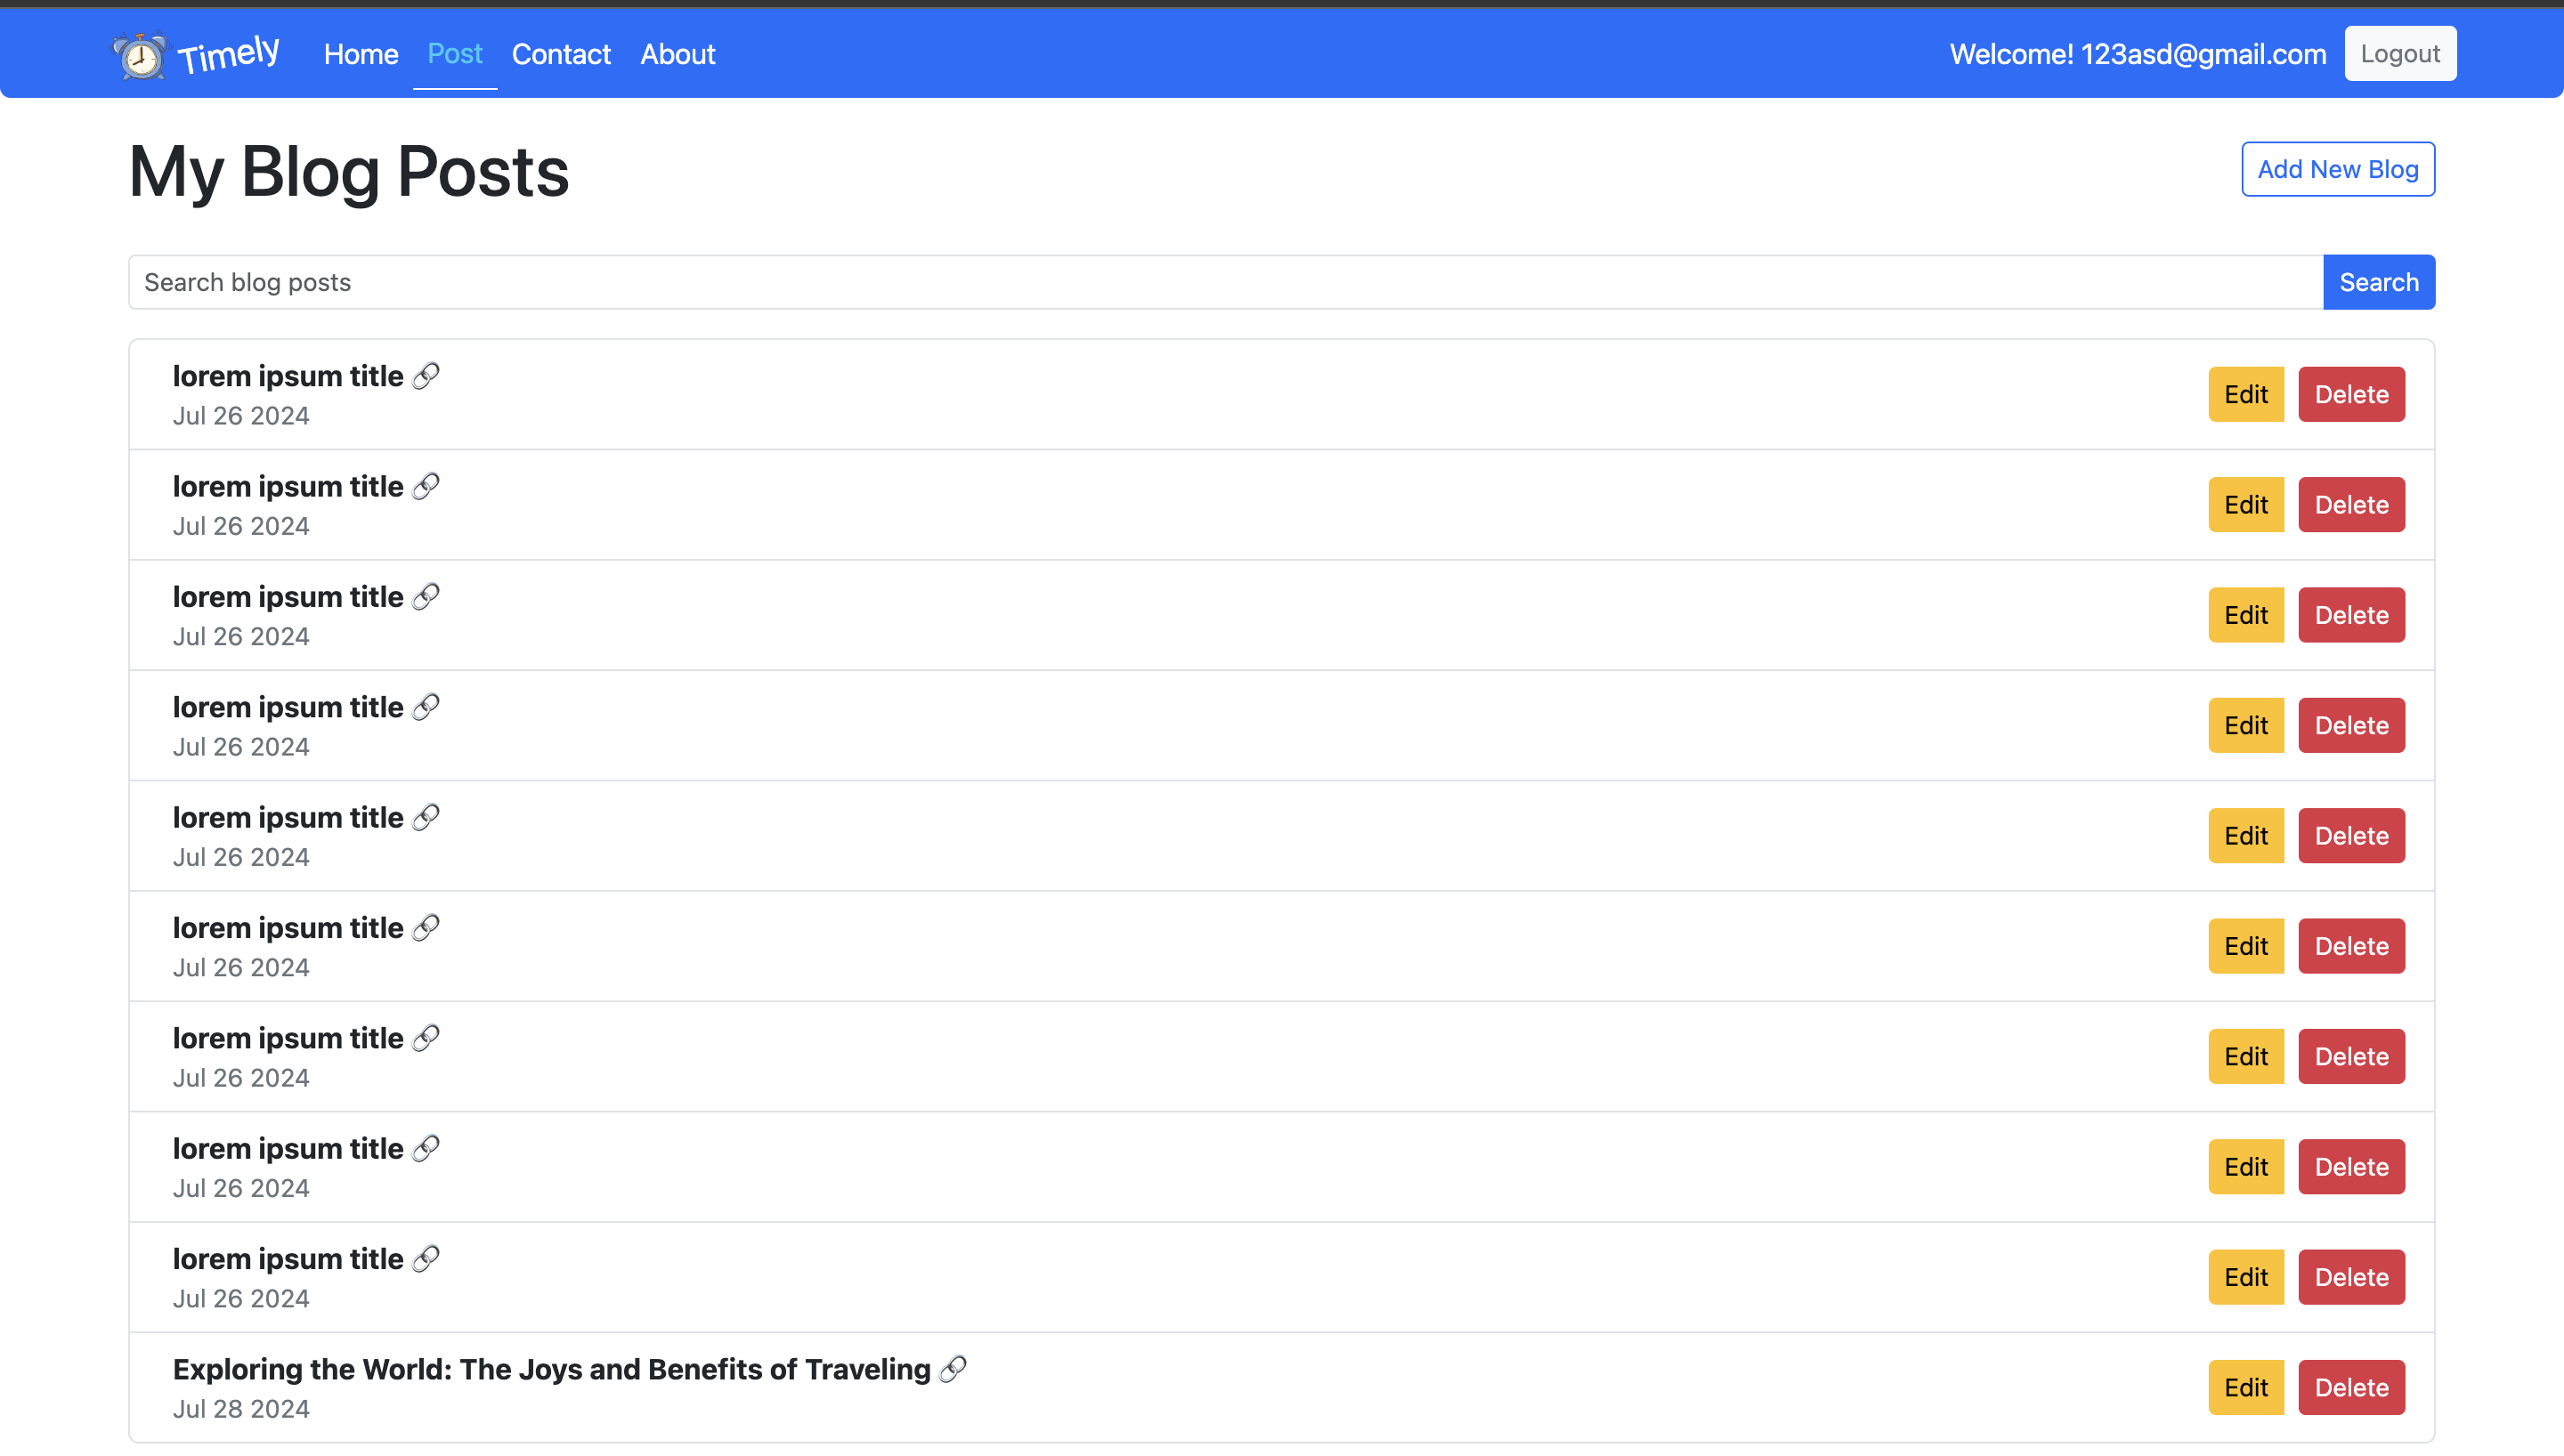 Timely Home Post Contact About Welcome! 123asd@gmail.com Logout
My Blog Posts Add New Blog
Search blog posts Search
lorem ipsum title
Jul 26 2024
Edit Delete
lorem ipsum title
Jul 26 2024
Edit Delete
lorem ipsum title
Jul 26 2024
Edit Delete
lorem ipsum title
Jul 26 2024
Edit Delete
lorem ipsum title
Jul 26 2024
Edit Delete
lorem ipsum title
Jul 26 2024
Edit Delete
lorem ipsum title
Jul 26 2024
Edit Delete
lorem ipsum title
Jul 26 2024
Edit Delete
lorem ipsum title
Jul 26 2024
Edit Delete
Exploring the World: The Joys and Benefits of Traveling
Jul 28 2024
Edit Delete